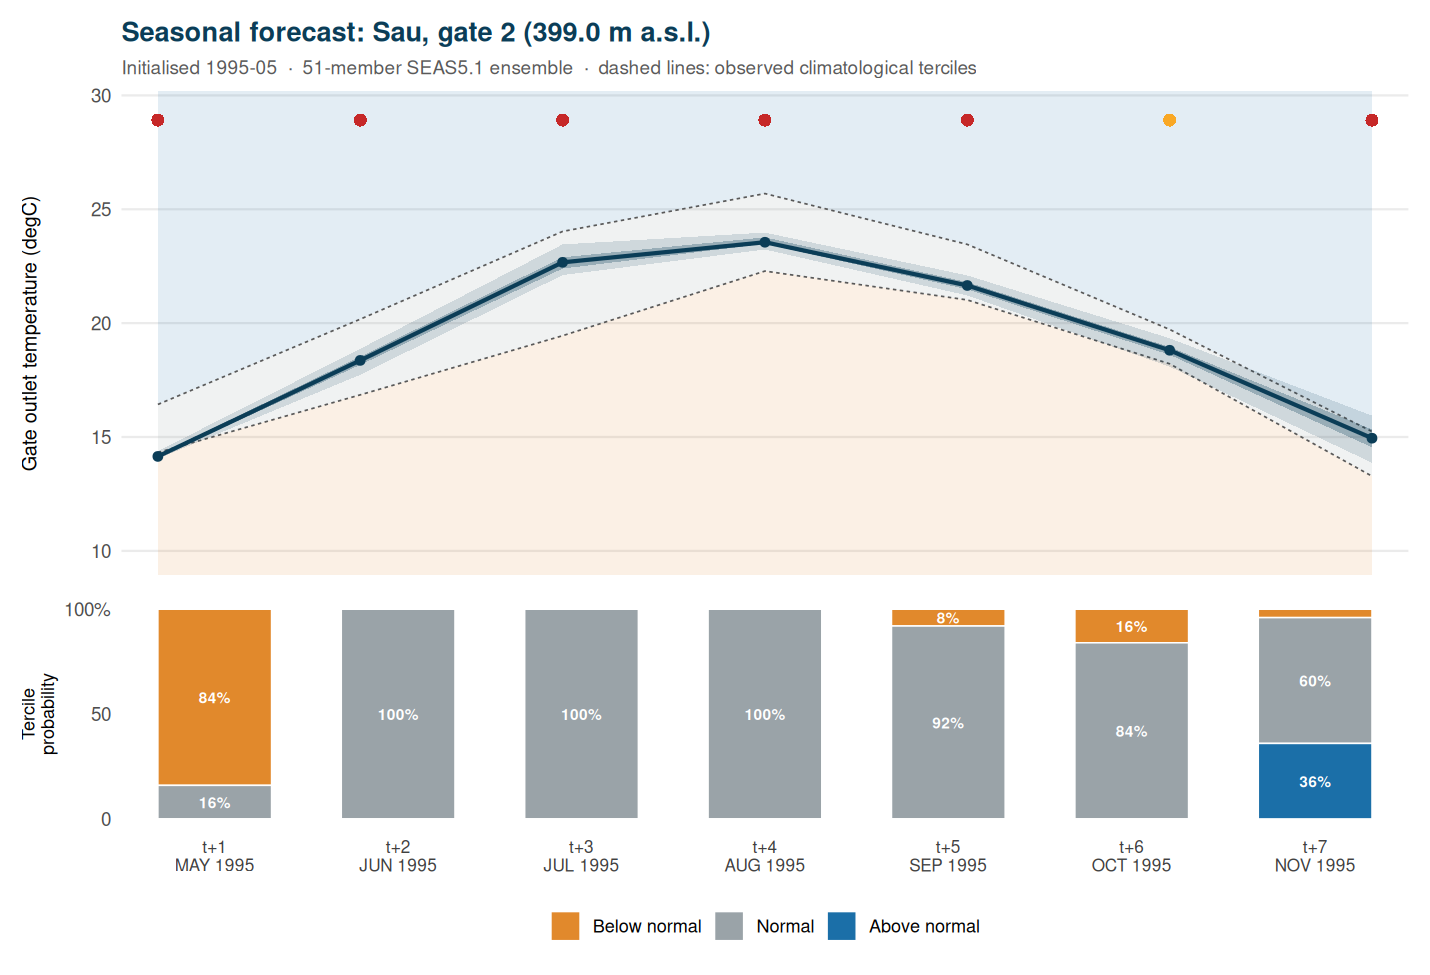 Seasonal forecast: Sau, gate 2 (399.0 m a.s.l.)
Initialised 1995-05 · 51-member SEAS5.1 ensemble · dashed lines: observed climatological terciles
30
25
20
15
10
Gate outlet temperature (degC)
100%
50
0
Tercile
probability
84%
16%
100%
100%
100%
8%
92%
16%
84%
60%
36%
t+1
MAY 1995
t+2
JUN 1995
t+3
JUL 1995
t+4
AUG 1995
t+5
SEP 1995
t+6
OCT 1995
t+7
NOV 1995
Below normal
Normal
Above normal